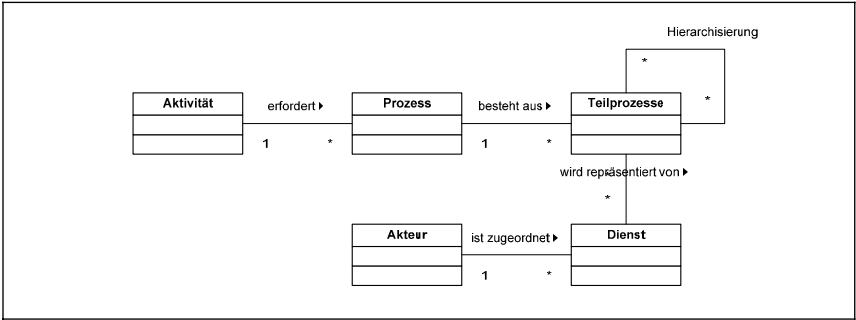 Hierarchisierung
*
Aktivität erfordert Prozess besteht aus Teilprozesse *
1 * 1 *
wird repräsentiert von
*
*
Akteur ist zugeordnet Dienst
1 *